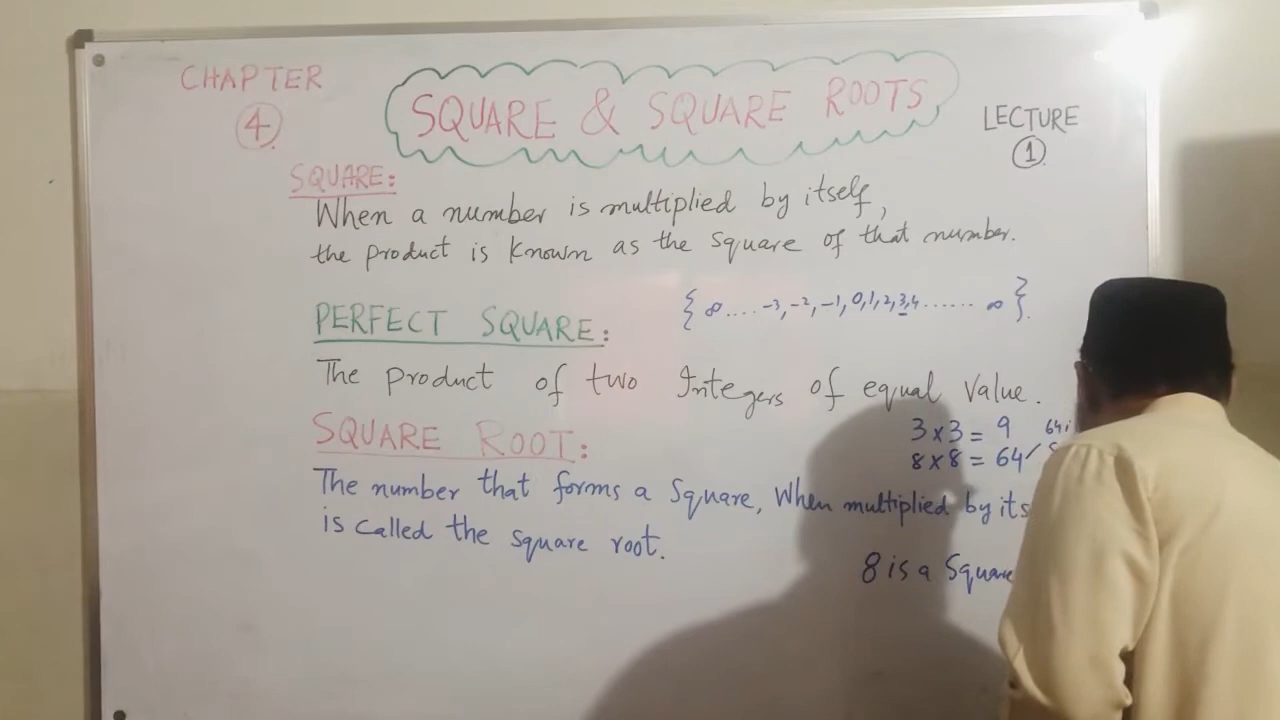 CHAPTER
4
SQUARE & SQUARE ROOTS
LECTURE
1
SQUARE:
When a number is multiplied by itself,
the product is known as the square of that number.
{ ∞....-3,-2,-1,0,1,2,3,4...... ∞ }.
PERFECT SQUARE:
The Product of two Integers of equal Value.
3×3 = 9
64 i
8×8 = 64
SQUARE ROOT:
The number that forms a Square, When multiplied by its
is called the square root.
8 is a Square